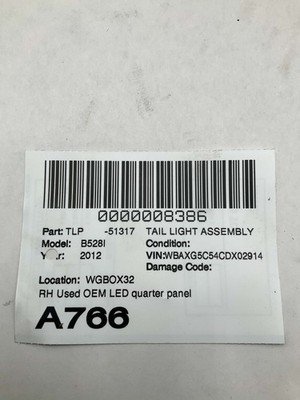 0000008386
Part: TLP -51317 TAIL LIGHT ASSEMBLY
Model: B528I Condition:
Year: 2012 VIN:WBAXG5C54CDX02914
Damage Code:
Location: WGBOX32
RH Used OEM LED quarter panel
A766